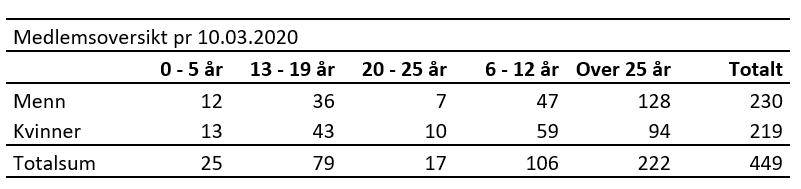 Medlemsoversikt pr 10.03.2020
0 - 5 år 13 - 19 år 20 - 25 år 6 - 12 år Over 25 år Totalt
Menn 12 36 7 47 128 230
Kvinner 13 43 10 59 94 219
Totalsum 25 79 17 106 222 449